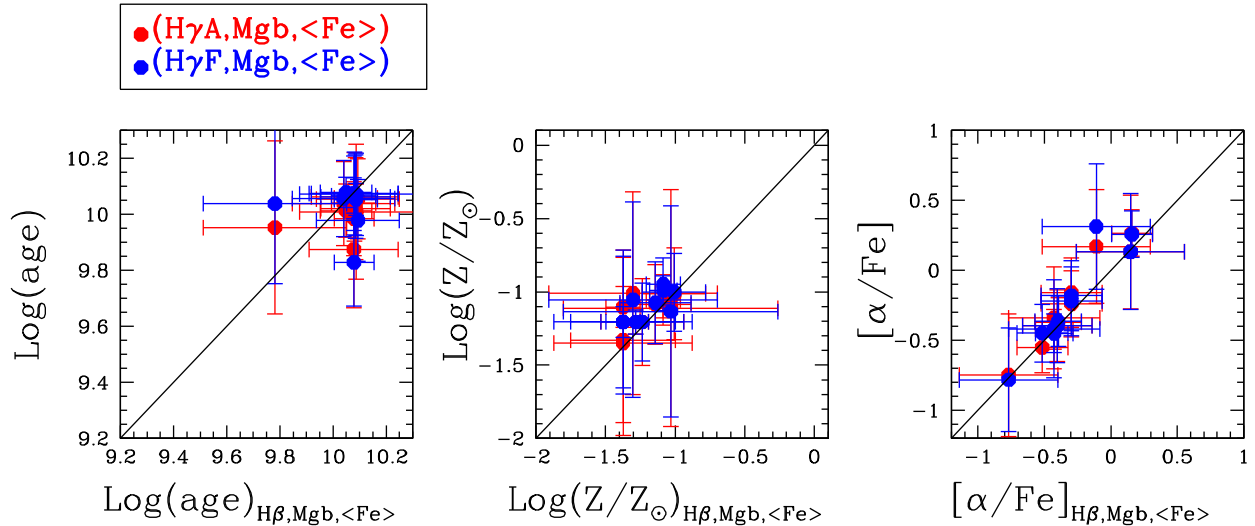 (HγA,Mgb,<Fe>)
(HγF,Mgb,<Fe>)
Log(age)
10.2
10
9.8
9.6
9.4
9.2
9.2 9.4 9.6 9.8 10 10.2
Log(age)Hβ,Mgb,<Fe>
Log(Z/Z⊙)
0
−0.5
−1
−1.5
−2
−2 −1.5 −1 −0.5 0
Log(Z/Z⊙)Hβ,Mgb,<Fe>
[α/Fe]
1
0.5
0
−0.5
−1
−1 −0.5 0 0.5 1
[α/Fe]Hβ,Mgb,<Fe>